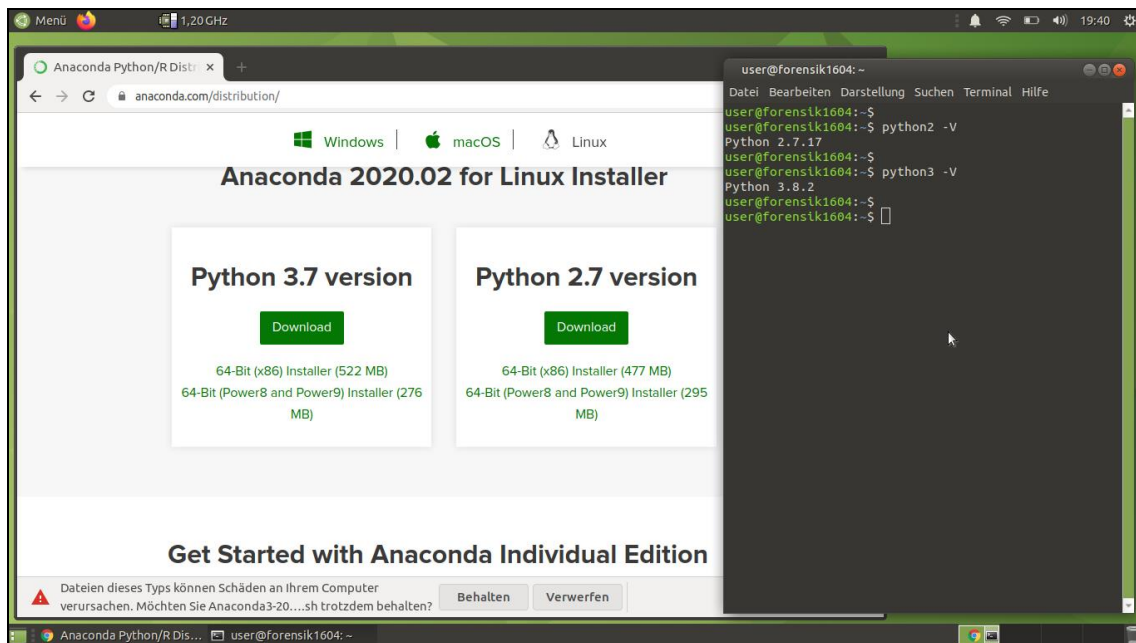 Menü
1,20 GHz
19:40
Anaconda Python/R Distr
anaconda.com/distribution/
Windows
macOS
Linux
Anaconda 2020.02 for Linux Installer
Python 3.7 version
Download
64-Bit (x86) Installer (522 MB)
64-Bit (Power8 and Power9) Installer (276
MB)
Python 2.7 version
Download
64-Bit (x86) Installer (477 MB)
64-Bit (Power8 and Power9) Installer (295
MB)
Get Started with Anaconda Individual Edition
Dateien dieses Typs können Schäden an Ihrem Computer
verursachen. Möchten Sie Anaconda3-20....sh trotzdem behalten?
Behalten
Verwerfen
user@forensik1604: ~
Datei Bearbeiten Darstellung Suchen Terminal Hilfe
user@forensik1604:~$
user@forensik1604:~$ python2 -V
Python 2.7.17
user@forensik1604:~$
user@forensik1604:~$ python3 -V
Python 3.8.2
user@forensik1604:~$
user@forensik1604:~$
Anaconda Python/R Dis...
user@forensik1604: ~